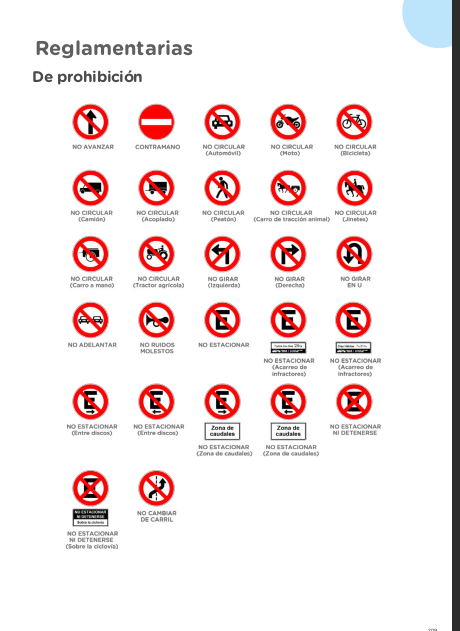 Reglamentarias
De prohibición
NO AVANZAR
CONTRAMANO
NO CIRCULAR
(Automóvil)
NO CIRCULAR
(Moto)
NO CIRCULAR
(Bicicleta)
NO CIRCULAR
(Camión)
NO CIRCULAR
(Acoplado)
NO CIRCULAR
(Peatón)
NO CIRCULAR
(Carro de tracción animal)
NO CIRCULAR
(Jinetes)
NO CIRCULAR
(Carro a mano)
NO CIRCULAR
(Tractor agrícola)
NO GIRAR
(Izquierda)
NO GIRAR
(Derecha)
NO GIRAR
EN U
NO ADELANTAR
NO RUIDOS
MOLESTOS
E
NO ESTACIONAR
E
NO ESTACIONAR
(Acarreo de
infractores)
E
NO ESTACIONAR
(Acarreo de
infractores)
E
NO ESTACIONAR
(Entre discos)
E
NO ESTACIONAR
(Entre discos)
E
Zona de
caudales
NO ESTACIONAR
(Zona de caudales)
E
Zona de
caudales
NO ESTACIONAR
(Zona de caudales)
E
NO ESTACIONAR
NI DETENERSE
E
NO ESTACIONAR
NI DETENERSE
Sobre la ciclovía
NO ESTACIONAR
NI DETENERSE
(Sobre la ciclovía)
NO CAMBIAR
DE CARRIL